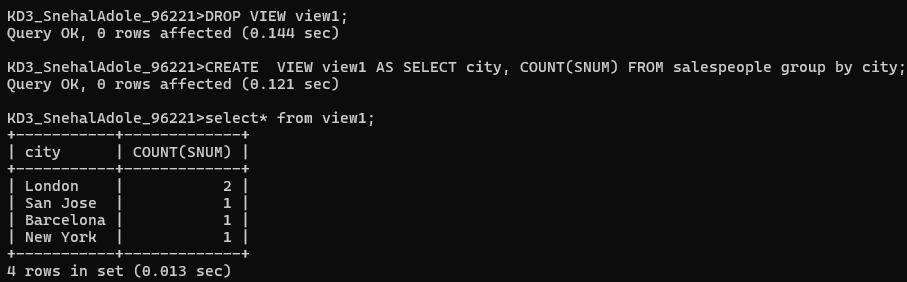 KD3_SnehalAdole_96221>DROP VIEW view1;
Query OK, 0 rows affected (0.144 sec)
KD3_SnehalAdole_96221>CREATE  VIEW view1 AS SELECT city, COUNT(SNUM) FROM salespeople group by city;
Query OK, 0 rows affected (0.121 sec)
KD3_SnehalAdole_96221>select* from view1;
+-----------+-------------+
| city      | COUNT(SNUM) |
+-----------+-------------+
| London    |           2 |
| San Jose  |           1 |
| Barcelona |           1 |
| New York  |           1 |
+-----------+-------------+
4 rows in set (0.013 sec)